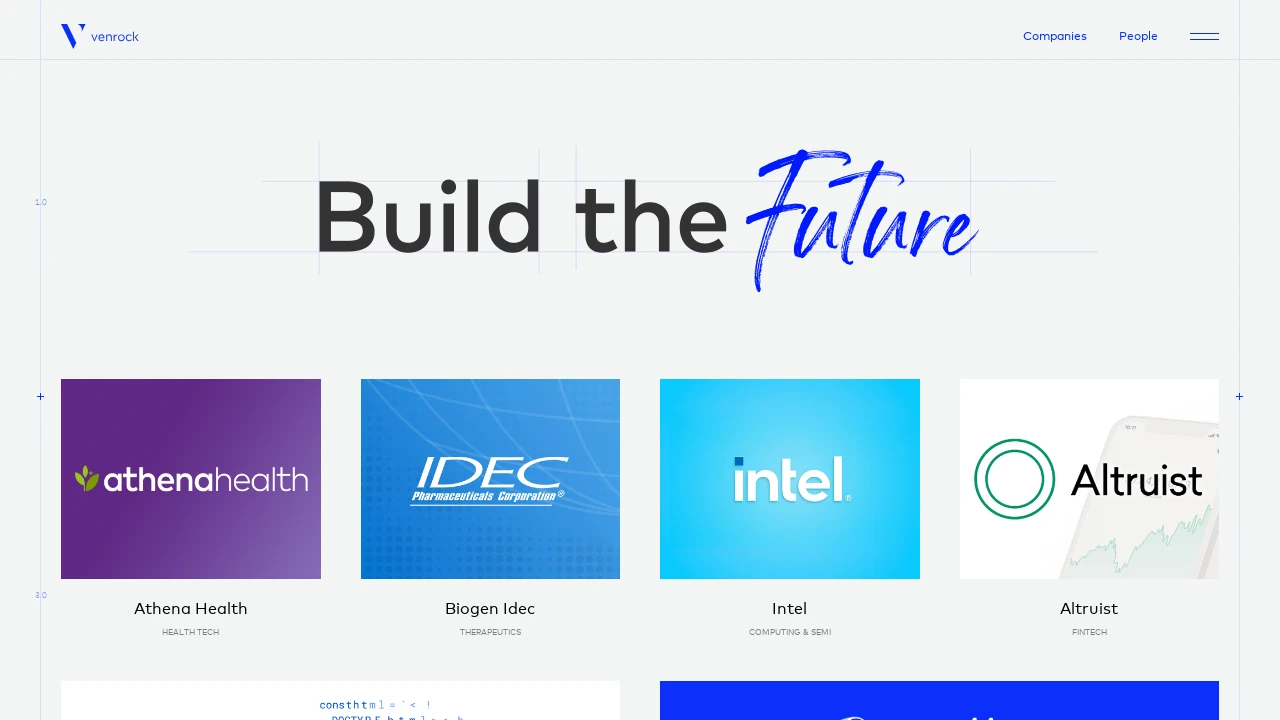 venrock
Companies
People
1.0
Build the Future
athenahealth
IDEC
Pharmaceuticals Corporation®
intel®
Altruist
Athena Health
HEALTH TECH
Biogen Idec
THERAPEUTICS
Intel
COMPUTING & SEMI
Altruist
FINTECH
3.0
consthtml=`<!